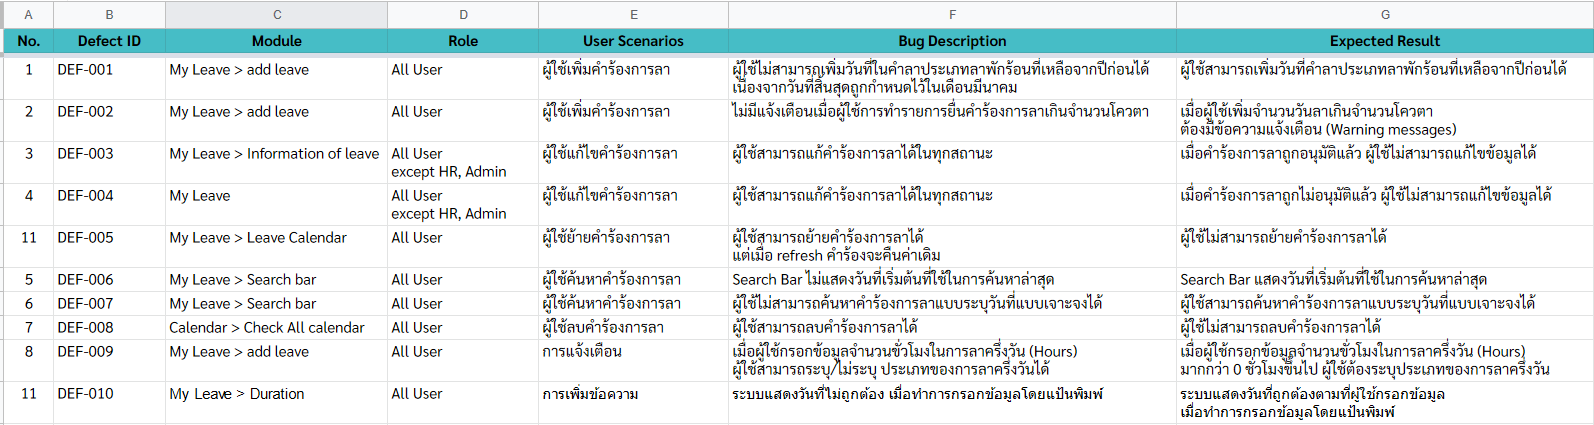 A B C D E F G
No. Defect ID Module Role User Scenarios Bug Description Expected Result
1 DEF-001 My Leave > add leave All User ผู้ใช้เพิ่มคำร้องการลา ผู้ใช้ไม่สามารถเพิ่มวันที่ในคำลาประเภทลาพักร้อนที่เหลือจากปีก่อนได้ ผู้ใช้สามารถเพิ่มวันที่คำลาประเภทลาพักร้อนที่เหลือจากปีก่อนได้
เนื่องจากวันที่สิ้นสุดถูกกำหนดไว้ในเดือนมีนาคม
2 DEF-002 My Leave > add leave All User ผู้ใช้เพิ่มคำร้องการลา ไม่มีแจ้งเตือนเมื่อผู้ใช้การทำรายการยื่นคำร้องการลาเกินจำนวนโควตา เมื่อผู้ใช้เพิ่มจำนวนวันลาเกินจำนวนโควตา
ต้องมีข้อความแจ้งเตือน (Warning messages)
3 DEF-003 My Leave > Information of leave All User ผู้ใช้แก้ไขคำร้องการลา ผู้ใช้สามารถแก้คำร้องการลาได้ในทุกสถานะ เมื่อคำร้องการลาถูกอนุมัติแล้ว ผู้ใช้ไม่สามารถแก้ไขข้อมูลได้
except HR, Admin
4 DEF-004 My Leave All User ผู้ใช้แก้ไขคำร้องการลา ผู้ใช้สามารถแก้คำร้องการลาได้ในทุกสถานะ เมื่อคำร้องการลาถูกไม่อนุมัติแล้ว ผู้ใช้ไม่สามารถแก้ไขข้อมูลได้
except HR, Admin
11 DEF-005 My Leave > Leave Calendar All User ผู้ใช้ย้ายคำร้องการลา ผู้ใช้สามารถย้ายคำร้องการลาได้ ผู้ใช้ไม่สามารถย้ายคำร้องการลาได้
แต่เมื่อ refresh คำร้องจะคืนค่าเดิม
5 DEF-006 My Leave > Search bar All User ผู้ใช้ค้นหาคำร้องการลา Search Bar ไม่แสดงวันที่เริ่มต้นที่ใช้ในการค้นหาล่าสุด Search Bar แสดงวันที่เริ่มต้นที่ใช้ในการค้นหาล่าสุด
6 DEF-007 My Leave > Search bar All User ผู้ใช้ค้นหาคำร้องการลา ผู้ใช้ไม่สามารถค้นหาคำร้องการลาแบบระบุวันที่แบบเจาะจงได้ ผู้ใช้สามารถค้นหาคำร้องการลาแบบระบุวันที่แบบเจาะจงได้
7 DEF-008 Calendar > Check All calendar All User ผู้ใช้ลบคำร้องการลา ผู้ใช้สามารถลบคำร้องการลาได้ ผู้ใช้ไม่สามารถลบคำร้องการลาได้
8 DEF-009 My Leave > add leave All User การแจ้งเตือน เมื่อผู้ใช้กรอกข้อมูลจำนวนชั่วโมงในการลาครึ่งวัน (Hours) เมื่อผู้ใช้กรอกข้อมูลจำนวนชั่วโมงในการลาครึ่งวัน (Hours)
ผู้ใช้สามารถระบุ/ไม่ระบุ ประเภทของการลาครึ่งวันได้ มากกว่า 0 ชั่วโมงขึ้นไป ผู้ใช้ต้องระบุประเภทของการลาครึ่งวัน
11 DEF-010 My Leave > Duration All User การเพิ่มข้อความ ระบบแสดงวันที่ไม่ถูกต้อง เมื่อทำการกรอกข้อมูลโดยแป้นพิมพ์ ระบบแสดงวันที่ถูกต้องตามที่ผู้ใช้กรอกข้อมูล
เมื่อทำการกรอกข้อมูลโดยแป้นพิมพ์